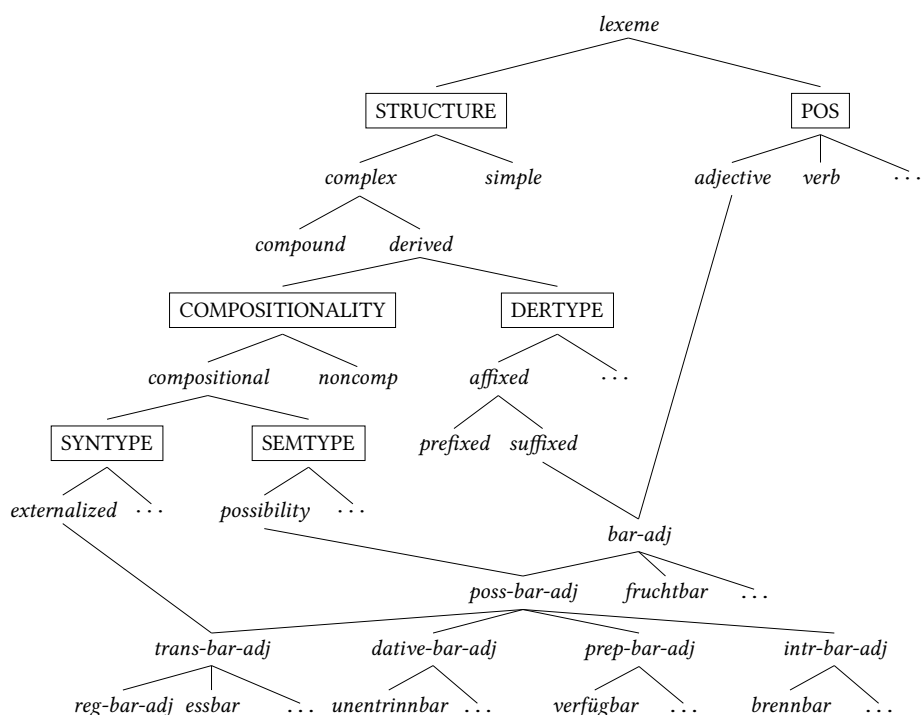 lexeme
STRUCTURE POS
complex simple adjective verb ...
compound derived
COMPOSITIONALITY DERTYPE
compositional noncomp affixed ...
SYNTYPE SEMTYPE prefixed suffixed
externalized ... possibility ...
bar-adj
poss-bar-adj fruchtbar ...
trans-bar-adj dative-bar-adj prep-bar-adj intr-bar-adj
reg-bar-adj essbar ... unentrinnbar ... verfügbar ... brennbar ...